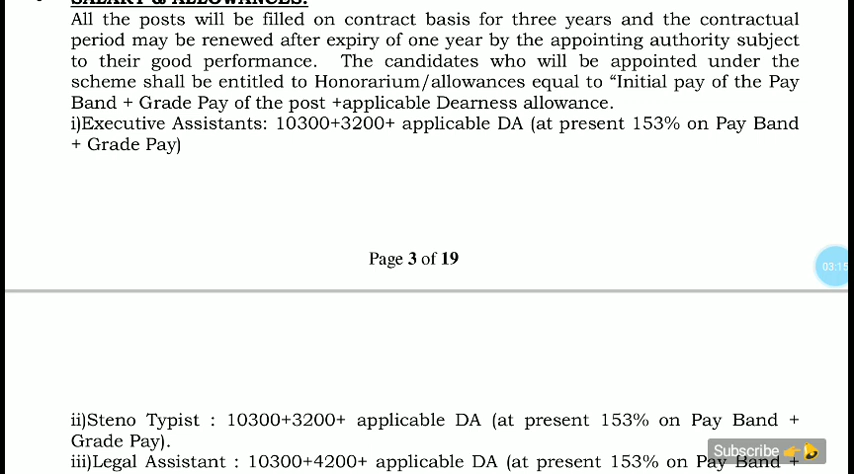 SALARY & ALLOWANCES:
All the posts will be filled on contract basis for three years and the contractual
period may be renewed after expiry of one year by the appointing authority subject
to their good performance. The candidates who will be appointed under the
scheme shall be entitled to Honorarium/allowances equal to “Initial pay of the Pay
Band + Grade Pay of the post +applicable Dearness allowance.
i)Executive Assistants: 10300+3200+ applicable DA (at present 153% on Pay Band
+ Grade Pay)
Page 3 of 19
03:15
ii)Steno Typist : 10300+3200+ applicable DA (at present 153% on Pay Band +
Grade Pay).
Subscribe
iii)Legal Assistant : 10300+4200+ applicable DA (at present 153% on Pay Band +